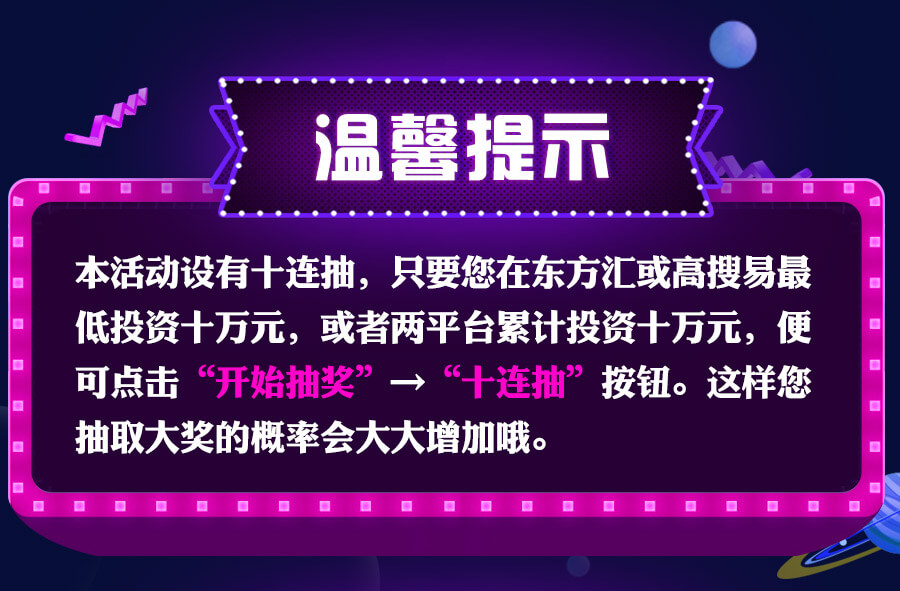 温馨提示
本活动设有十连抽，只要您在东方汇或高搜易最
低投资十万元，或者两平台累计投资十万元，便
可点击“开始抽奖”→“十连抽”按钮。这样您
抽取大奖的概率会大大增加哦。